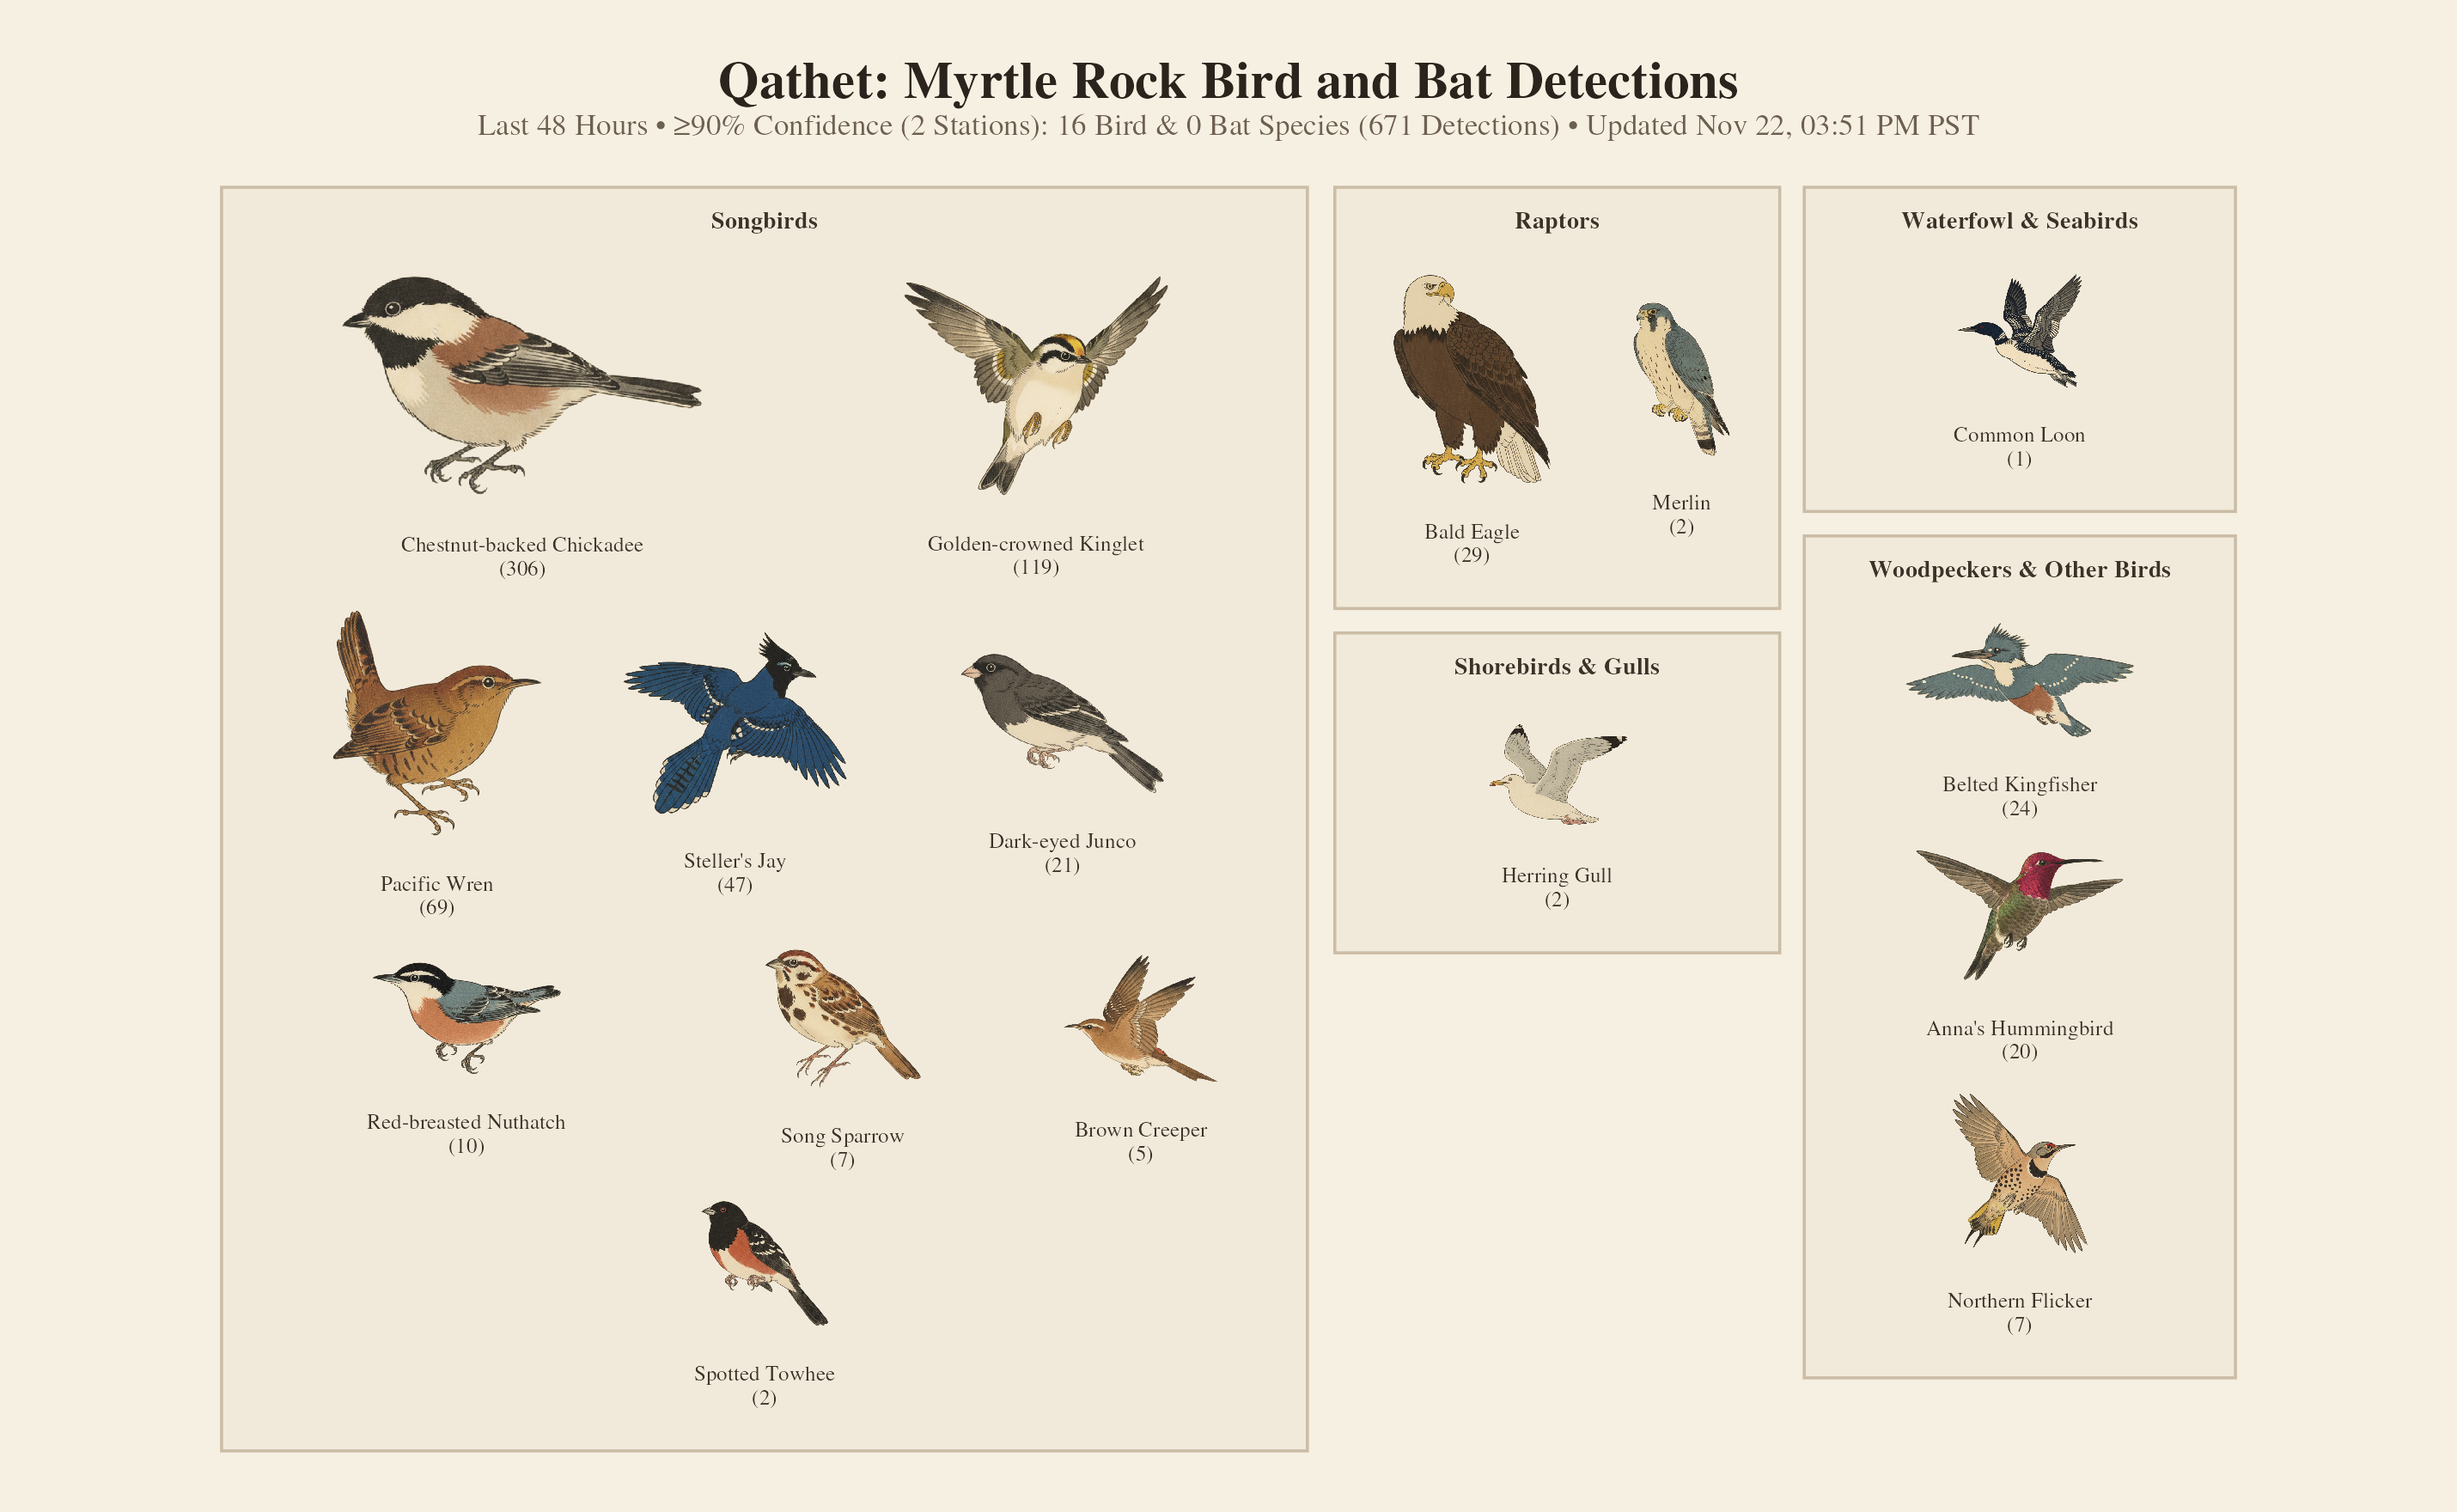 Qathet: Myrtle Rock Bird and Bat Detections
Last 48 Hours • ≥90% Confidence (2 Stations): 16 Bird & 0 Bat Species (671 Detections) • Updated Nov 22, 03:51 PM PST
Songbirds
Chestnut-backed Chickadee
(306)
Golden-crowned Kinglet
(119)
Pacific Wren
(69)
Steller's Jay
(47)
Dark-eyed Junco
(21)
Red-breasted Nuthatch
(10)
Song Sparrow
(7)
Brown Creeper
(5)
Spotted Towhee
(2)
Raptors
Bald Eagle
(29)
Merlin
(2)
Shorebirds & Gulls
Herring Gull
(2)
Waterfowl & Seabirds
Common Loon
(1)
Woodpeckers & Other Birds
Belted Kingfisher
(24)
Anna's Hummingbird
(20)
Northern Flicker
(7)